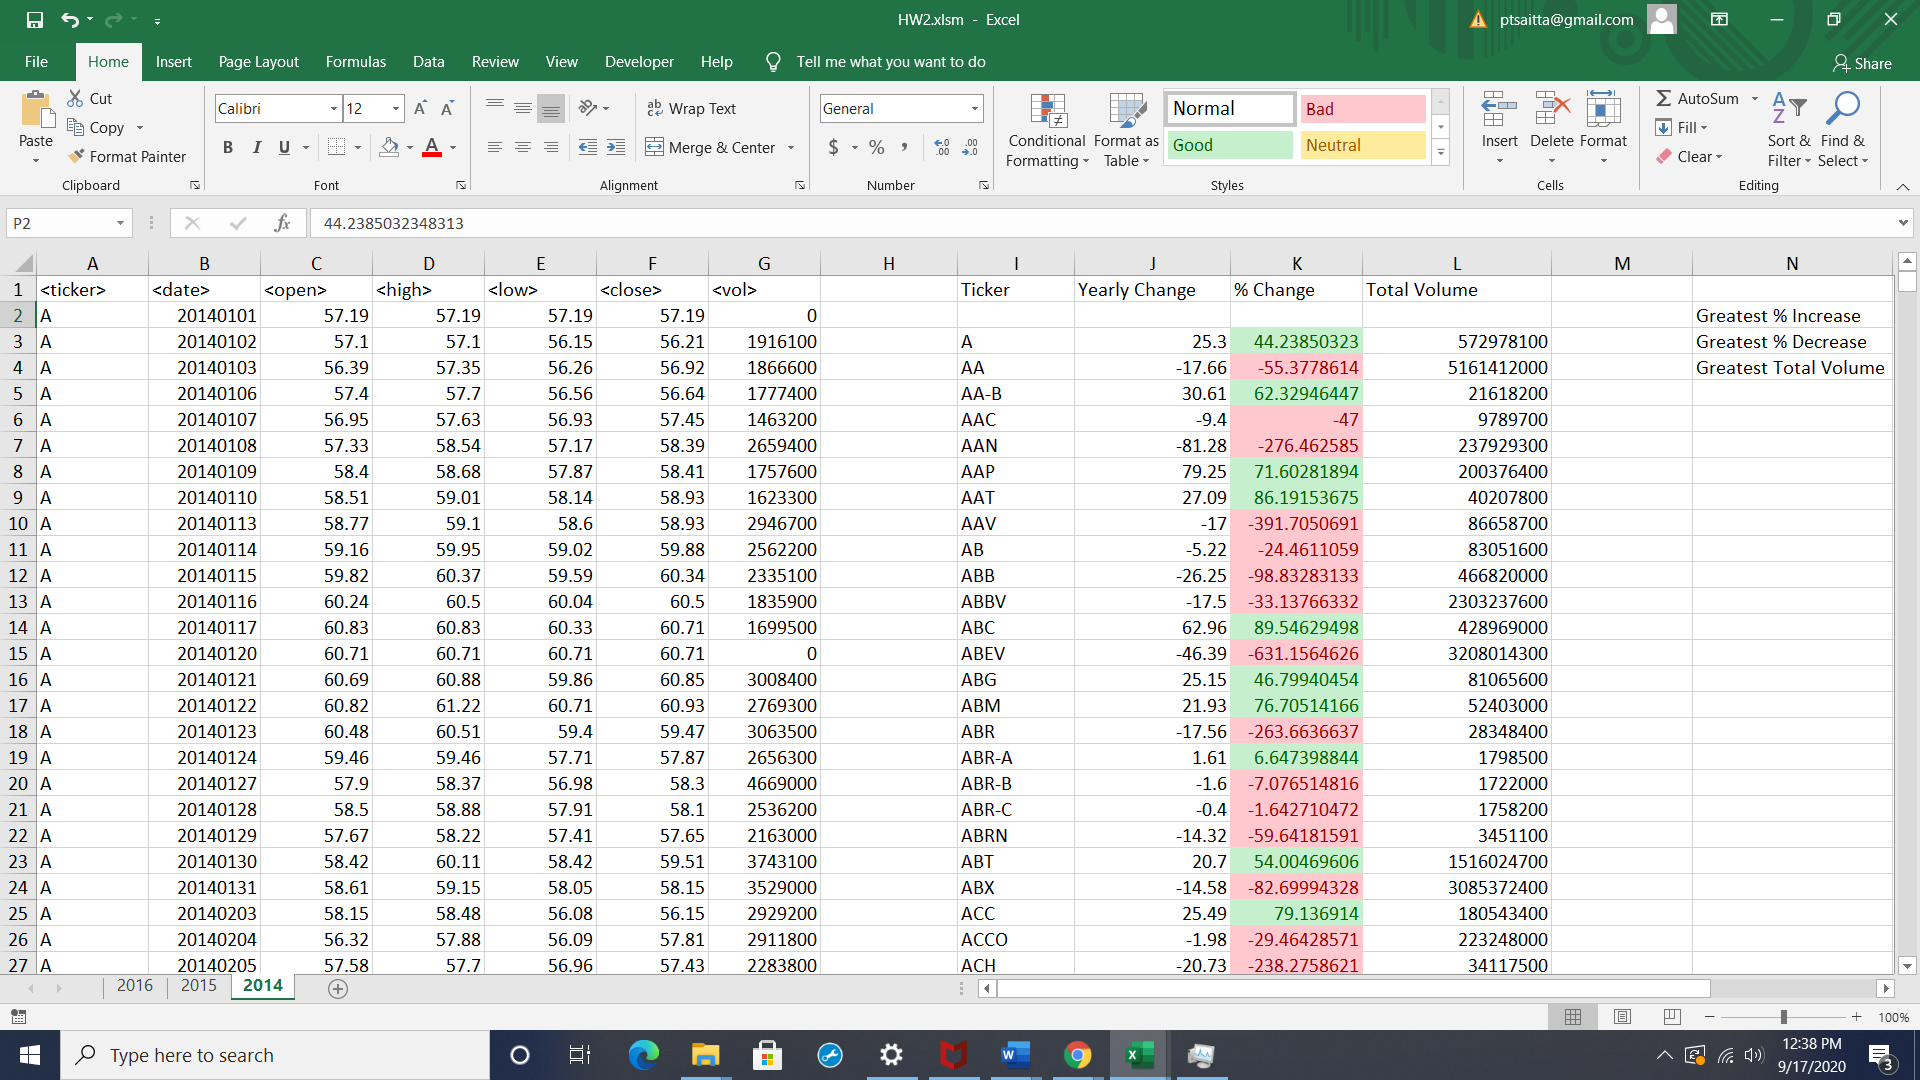 HW2.xlsm - Excel
ptsaitta@gmail.com
File Home Insert Page Layout Formulas Data Review View Developer Help Tell me what you want to do Share
Paste Cut Copy Format Painter Clipboard
Calibri 12 A A B I U A Font
ab Wrap Text Merge & Center Alignment
General $ % , .00 .00 Number
Conditional Formatting Format as Table Normal Bad Good Neutral Styles
Insert Delete Format Cells
AutoSum Fill Clear Sort & Filter Find & Select Editing
P2 fx 44.2385032348313
A B C D E F G H I J K L M N
1 <ticker> <date> <open> <high> <low> <close> <vol> Ticker Yearly Change % Change Total Volume
2 A 20140101 57.19 57.19 57.19 57.19 0 Greatest % Increase
3 A 20140102 57.1 57.1 56.15 56.21 1916100 A 25.3 44.23850323 572978100 Greatest % Decrease
4 A 20140103 56.39 57.35 56.26 56.92 1866600 AA -17.66 -55.3778614 5161412000 Greatest Total Volume
5 A 20140106 57.4 57.7 56.56 56.64 1777400 AA-B 30.61 62.32946447 21618200
6 A 20140107 56.95 57.63 56.93 57.45 1463200 AAC -9.4 -47 9789700
7 A 20140108 57.33 58.54 57.17 58.39 2659400 AAN -81.28 -276.462585 237929300
8 A 20140109 58.4 58.68 57.87 58.41 1757600 AAP 79.25 71.60281894 200376400
9 A 20140110 58.51 59.01 58.14 58.93 1623300 AAT 27.09 86.19153675 40207800
10 A 20140113 58.77 59.1 58.6 58.93 2946700 AAV -17 -391.7050691 86658700
11 A 20140114 59.16 59.95 59.02 59.88 2562200 AB -5.22 -24.4611059 83051600
12 A 20140115 59.82 60.37 59.59 60.34 2335100 ABB -26.25 -98.83283133 466820000
13 A 20140116 60.24 60.5 60.04 60.5 1835900 ABBV -17.5 -33.13766332 2303237600
14 A 20140117 60.83 60.83 60.33 60.71 1699500 ABC 62.96 89.54629498 428969000
15 A 20140120 60.71 60.71 60.71 60.71 0 ABEV -46.39 -631.1564626 3208014300
16 A 20140121 60.69 60.88 59.86 60.85 3008400 ABG 25.15 46.79940454 81065600
17 A 20140122 60.82 61.22 60.71 60.93 2769300 ABM 21.93 76.70514166 52403000
18 A 20140123 60.48 60.51 59.4 59.47 3063500 ABR -17.56 -263.6636637 28348400
19 A 20140124 59.46 59.46 57.71 57.87 2656300 ABR-A 1.61 6.647398844 1798500
20 A 20140127 57.9 58.37 56.98 58.3 4669000 ABR-B -1.6 -7.076514816 1722000
21 A 20140128 58.5 58.88 57.91 58.1 2536200 ABR-C -0.4 -1.642710472 1758200
22 A 20140129 57.67 58.22 57.41 57.65 2163000 ABRN -14.32 -59.64181591 3451100
23 A 20140130 58.42 60.11 58.42 59.51 3743100 ABT 20.7 54.00469606 1516024700
24 A 20140131 58.61 59.15 58.05 58.15 3529000 ABX -14.58 -82.69994328 3085372400
25 A 20140203 58.15 58.48 56.08 56.15 2929200 ACC 25.49 79.136914 180543400
26 A 20140204 56.32 57.88 56.09 57.81 2911800 ACCO -1.98 -29.46428571 223248000
27 A 20140205 57.58 57.7 56.96 57.43 2283800 ACH -20.73 -238.2758621 34117500
2016 2015 2014
100%
Type here to search
12:38 PM
9/17/2020
3